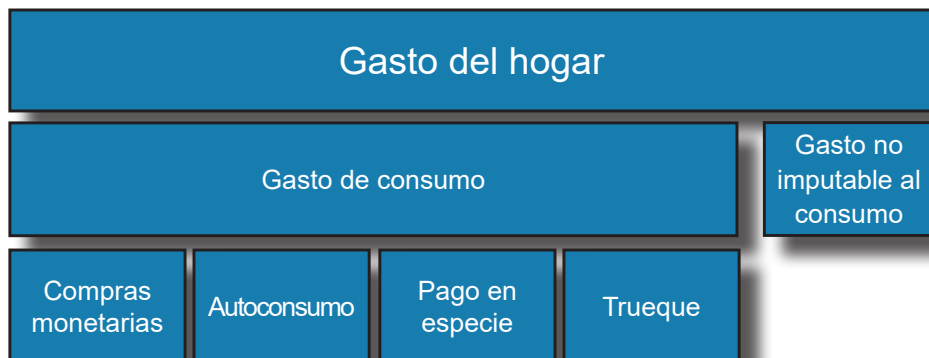 Gasto del hogar
Gasto de consumo
Gasto no
imputable al
consumo
Compras
monetarias
Autoconsumo
Pago en
especie
Trueque